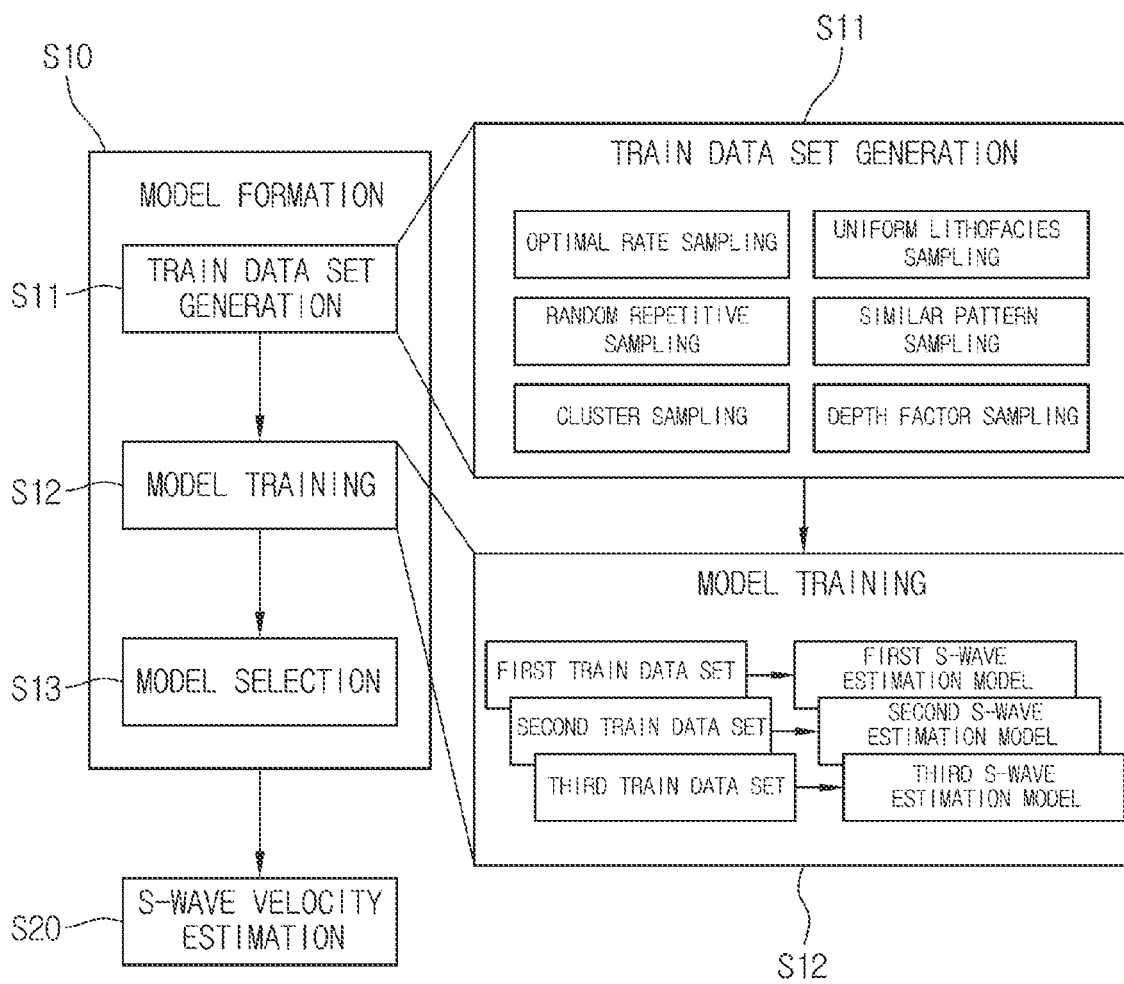 S10
MODEL FORMATION
S11
TRAIN DATA SET
GENERATION
S12
MODEL TRAINING
S13
MODEL SELECTION
S20
S-WAVE VELOCITY
ESTIMATION
S11
TRAIN DATA SET GENERATION
OPTIMAL RATE SAMPLING
UNIFORM LITHOFACIES
SAMPLING
RANDOM REPETITIVE
SAMPLING
SIMILAR PATTERN
SAMPLING
CLUSTER SAMPLING
DEPTH FACTOR SAMPLING
MODEL TRAINING
FIRST TRAIN DATA SET
FIRST S-WAVE
ESTIMATION MODEL
SECOND TRAIN DATA SET
SECOND S-WAVE
ESTIMATION MODEL
THIRD TRAIN DATA SET
THIRD S-WAVE
ESTIMATION MODEL
S12